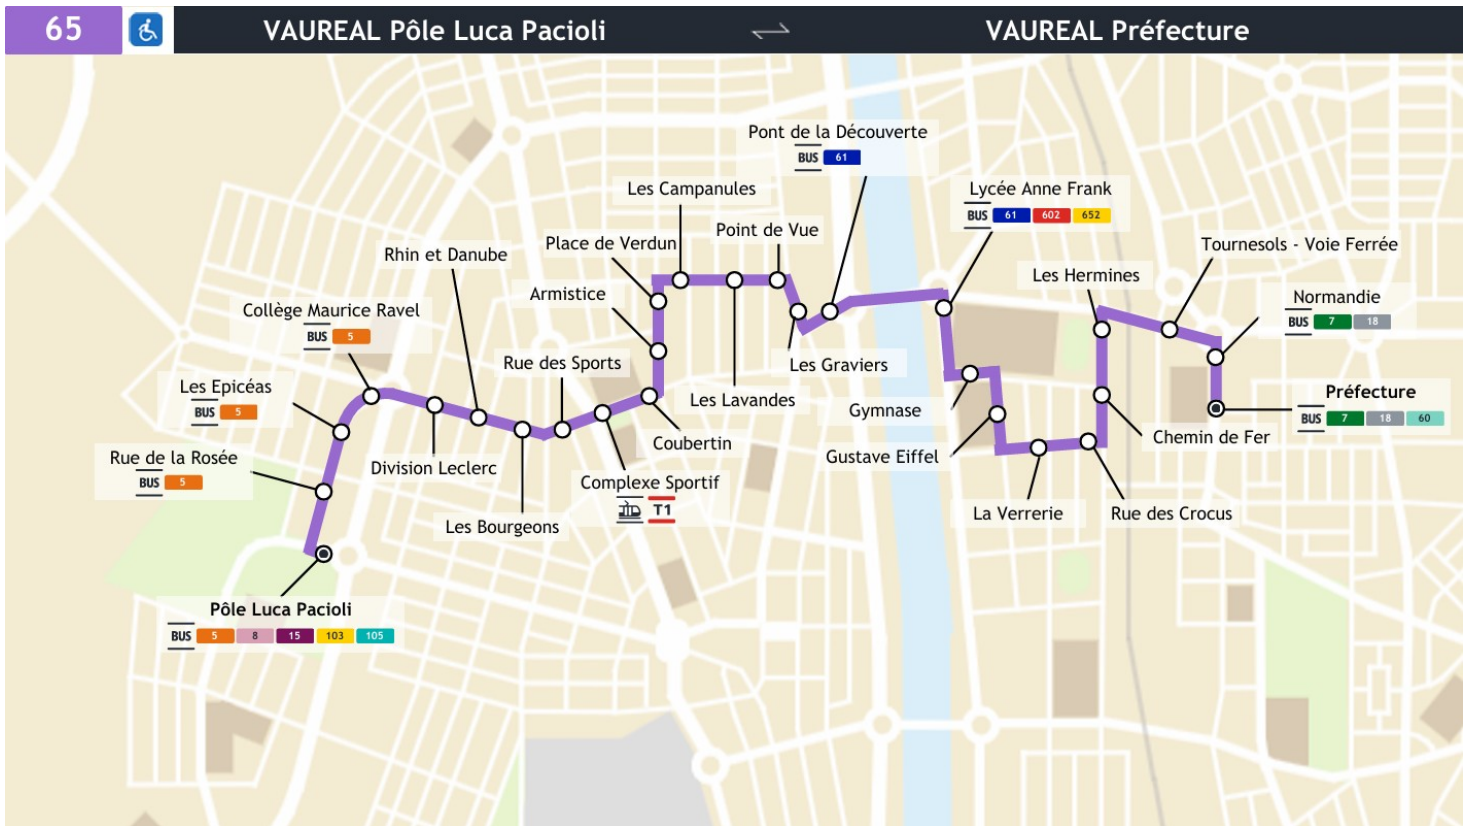 65
VAUREAL Pôle Luca Pacioli
VAUREAL Préfecture
Pont de la Découverte
BUS 61
Les Campanules
Lycée Anne Frank
BUS 61 602 652
Point de Vue
Place de Verdun
Rhin et Danube
Tournesols - Voie Ferrée
Les Hermines
Armistice
Normandie
BUS 7 18
Collège Maurice Ravel
BUS 5
Rue des Sports
Les Graviers
Les Epicéas
BUS 5
Les Lavandes
Gymnase
Préfecture
BUS 7 18 60
Coubertin
Chemin de Fer
Rue de la Rosée
BUS 5
Division Leclerc
Gustave Eiffel
Complexe Sportif
T1
Les Bourgeons
La Verrerie
Rue des Crocus
Pôle Luca Pacioli
BUS 5 8 15 103 105